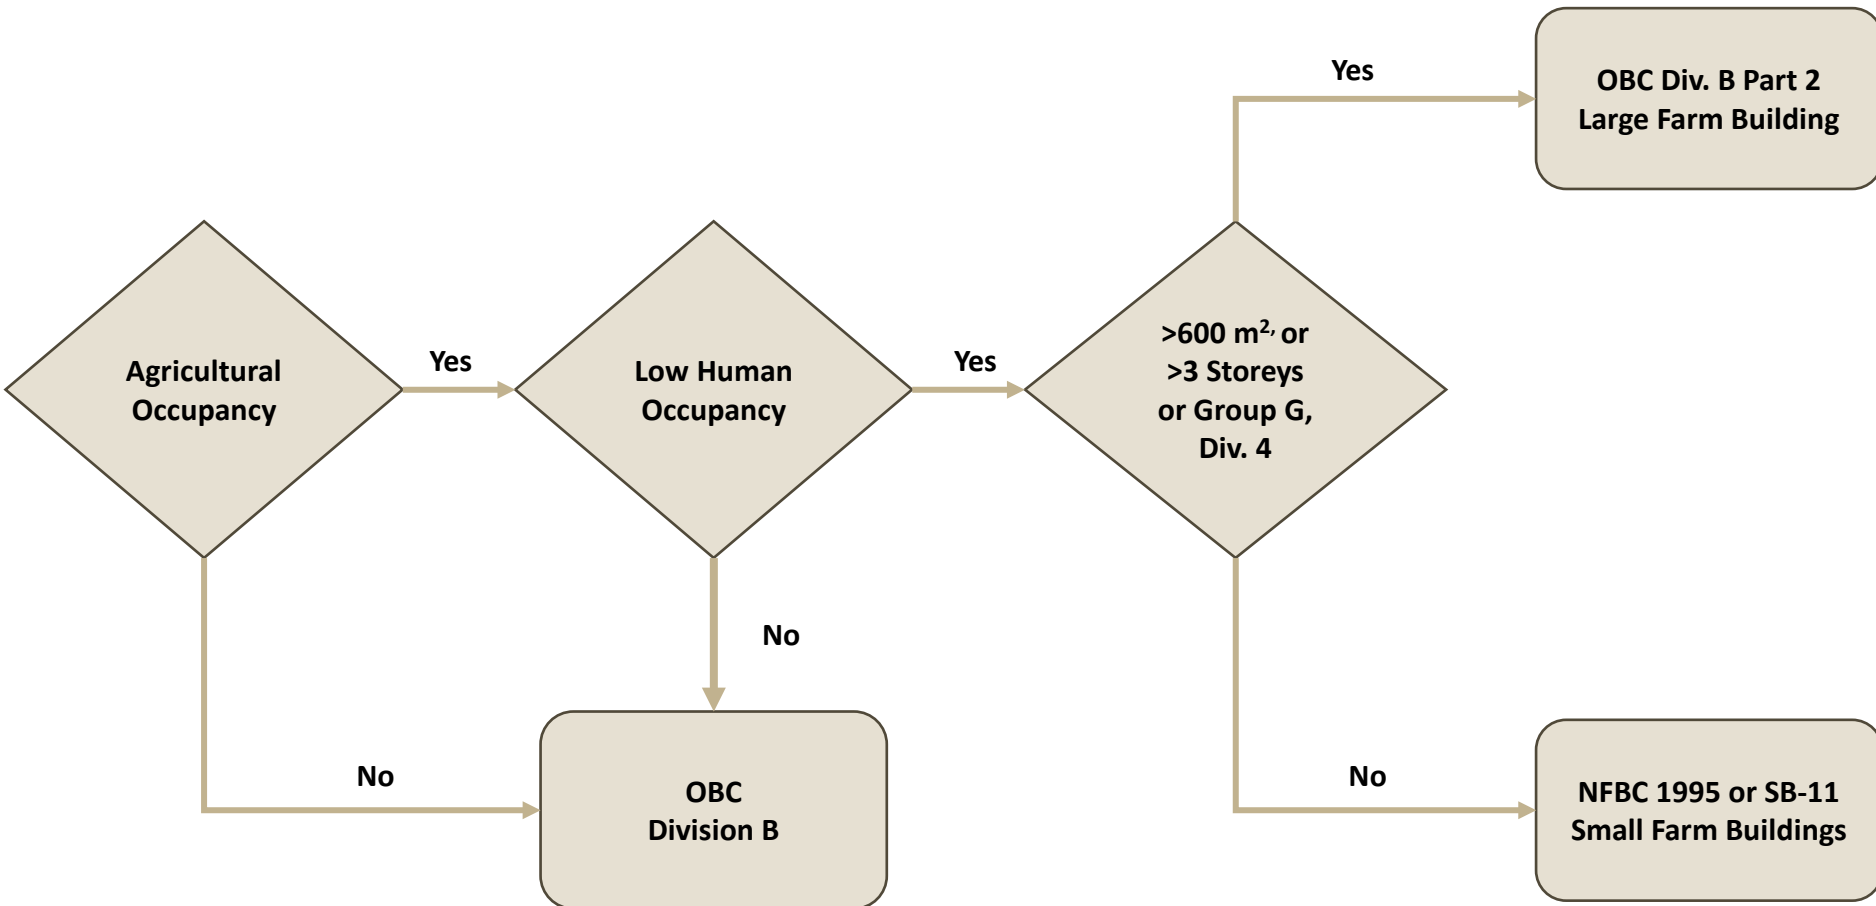 Yes
OBC Div. B Part 2
Large Farm Building
Agricultural
Occupancy
Yes
Low Human
Occupancy
Yes
>600 m², or
>3 Storeys
or Group G,
Div. 4
No
No
OBC
Division B
No
NFBC 1995 or SB-11
Small Farm Buildings